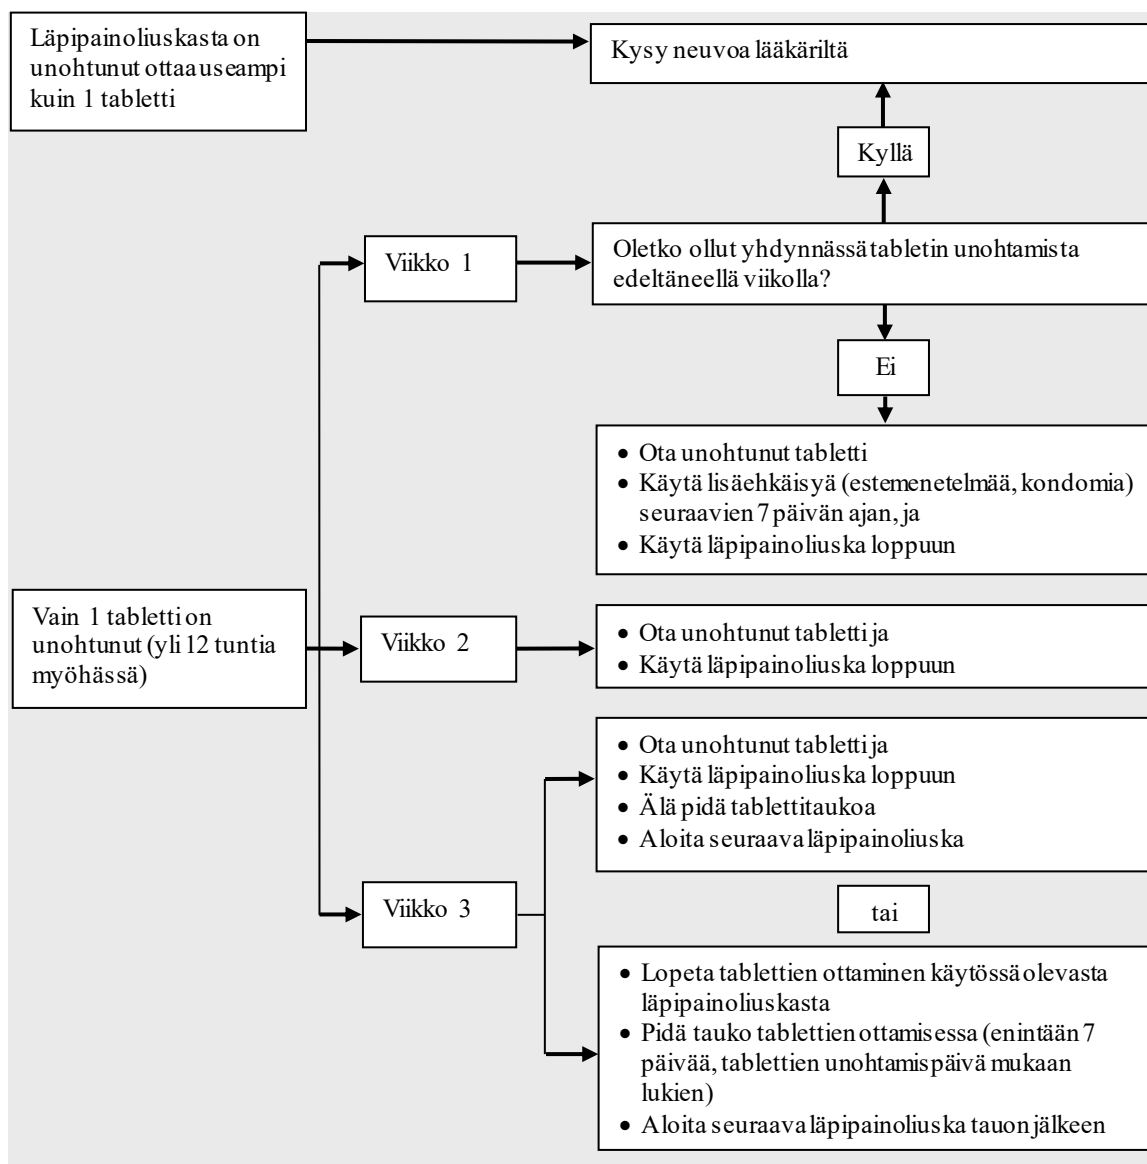 Läpipainoliuskasta on
unohtunut ottaa useampi
kuin 1 tabletti
Kysy neuvoa lääkäriltä
Kyllä
Viikko 1
Oletko ollut yhdynnässä tabletin unohtamista
edeltäneellä viikolla?
Ei
• Ota unohtunut tabletti
• Käytä lisäehkäisyä (estemenetelmää, kondomia)
seuraavien 7 päivän ajan, ja
• Käytä läpipainoliuska loppuun
Vain 1 tabletti on
unohtunut (yli 12 tuntia
myöhässä)
Viikko 2
• Ota unohtunut tabletti ja
• Käytä läpipainoliuska loppuun
• Ota unohtunut tabletti ja
• Käytä läpipainoliuska loppuun
• Älä pidä tablettitaukoa
• Aloita seuraava läpipainoliuska
Viikko 3
tai
• Lopeta tablettien ottaminen käytössä olevasta
läpipainoliuskasta
• Pidä tauko tablettien ottamisessa (enintään 7
päivää, tablettien unohtamispäivä mukaan
lukien)
• Aloita seuraava läpipainoliuska tauon jälkeen